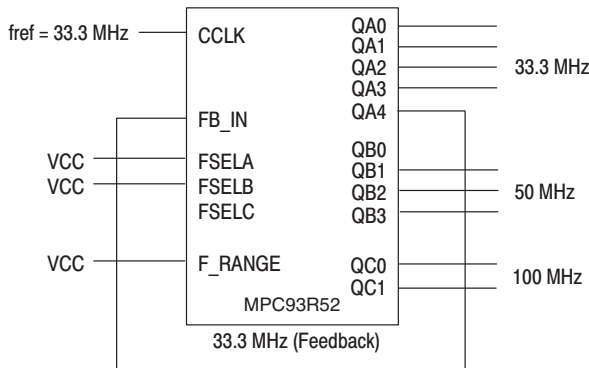 fref = 33.3 MHz
CCLK
QA0
QA1
QA2
33.3 MHz
QA3
QA4
FB_IN
QB0
VCC
FSELA
QB1
VCC
FSELB
QB2
50 MHz
FSELC
QB3
VCC
F_RANGE
QC0
100 MHz
QC1
MPC93R52
33.3 MHz (Feedback)